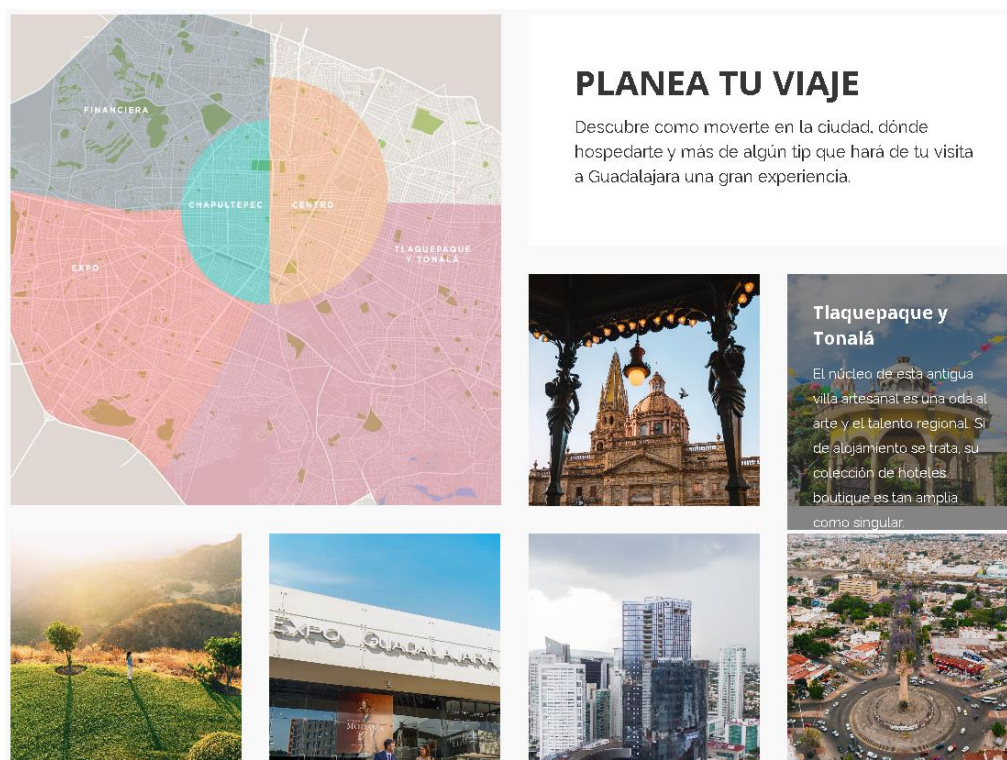 FINANCIERA
CHAPULTEPEC
CENTRO
TLAQUEPAQUE
Y TONALÁ
EXPO
PLANEA TU VIAJE
Descubre como moverte en la ciudad, dónde
hospedarte y más de algún tip que hará de tu visita
a Guadalajara una gran experiencia.
Tlaquepaque y
Tonalá
El núcleo de esta antigua
villa artesanal es una oda al
arte y el talento regional. Si
de alojamiento se trata, su
colección de hoteles
boutique es tan amplia
como singular.
EXPO GUADALAJARA